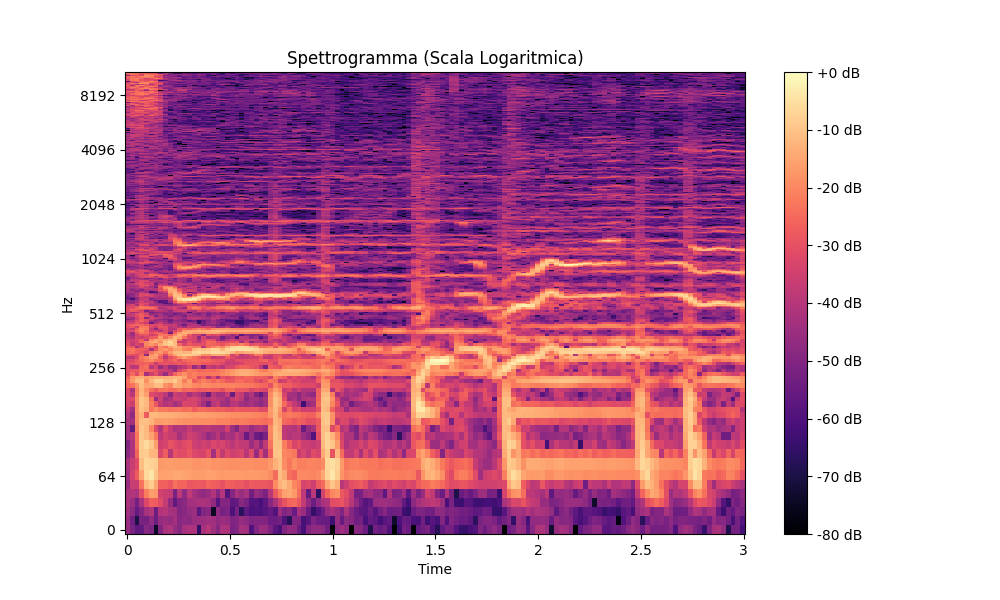 Spettrogramma (Scala Logaritmica)
Hz
8192
4096
2048
1024
512
256
128
64
0
0
0.5
1
1.5
2
2.5
3
Time
+0 dB
-10 dB
-20 dB
-30 dB
-40 dB
-50 dB
-60 dB
-70 dB
-80 dB